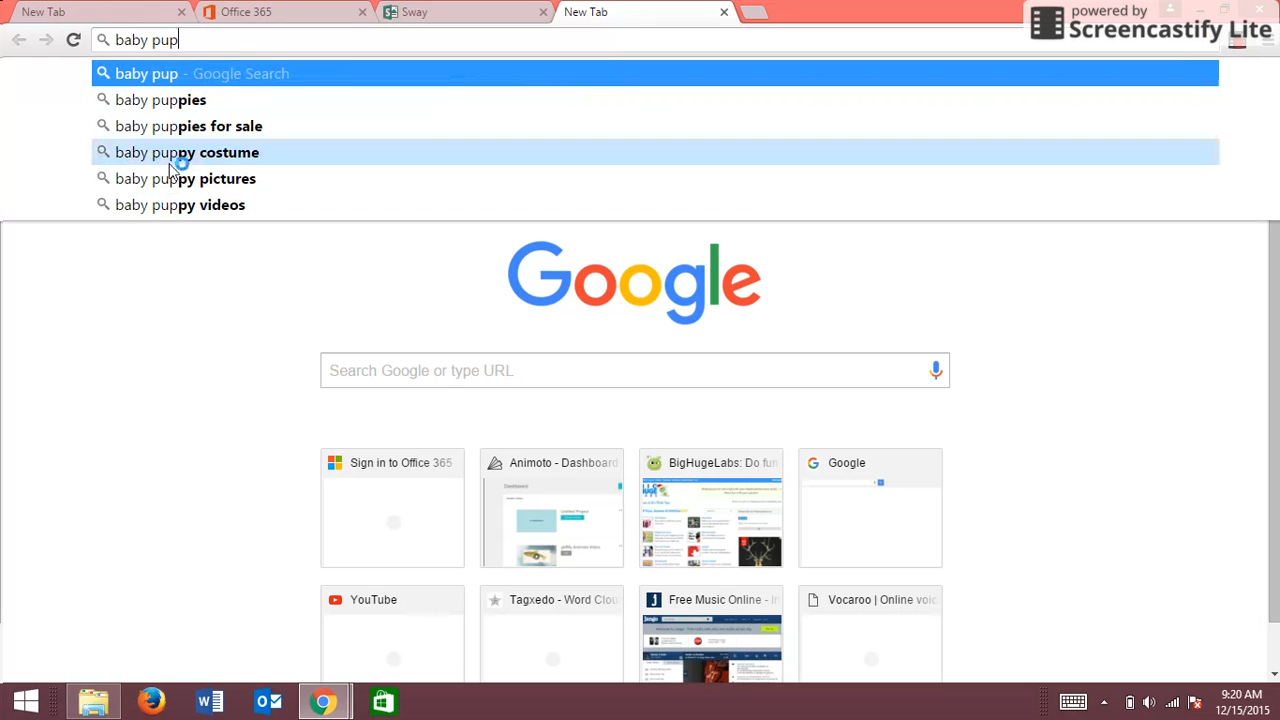 New Tab
Office 365
Sway
New Tab
powered by
Screencastify Lite
baby pup
baby pup - Google Search
baby puppies
baby puppies for sale
baby puppy costume
baby puppy pictures
baby puppy videos
Google
Search Google or type URL
Sign in to Office 365
Animoto - Dashboard
BigHugeLabs: Do fun
Google
YouTube
Tagxedo - Word Clou
Free Music Online - In
Vocaroo | Online voic
9:20 AM
12/15/2015